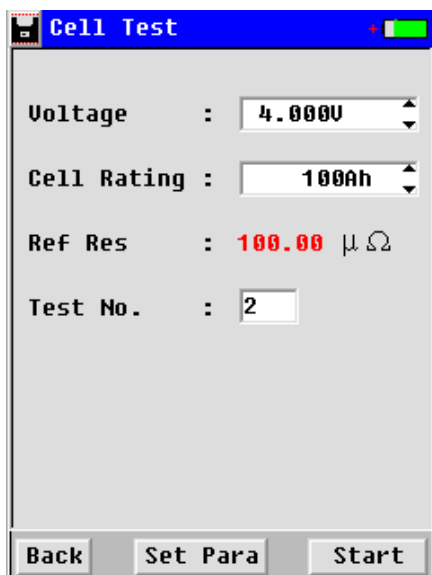 Cell Test
Voltage : 4.000V
Cell Rating : 100Ah
Ref Res : 100.00 μΩ
Test No. : 2
Back Set Para Start